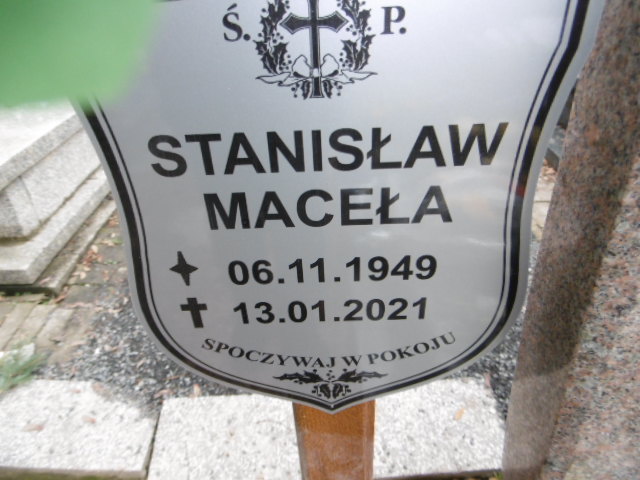 Ś. P.
STANISŁAW
MACEŁA
06.11.1949
13.01.2021
SPOCZYWAJ W POKOJU